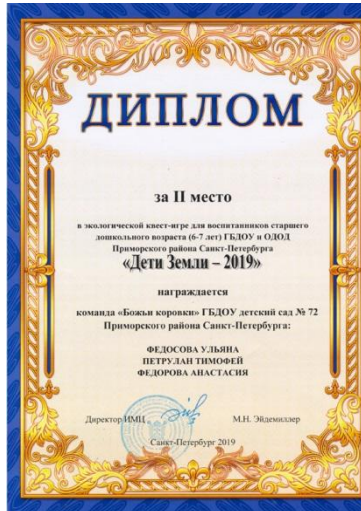 ДИПЛОМ
за II место
в экологической квест-игре для воспитанников старшего
дошкольного возраста (6-7 лет) ГБДОУ и ОДОД
Приморского района Санкт-Петербурга
«Дети Земли – 2019»
награждается
команда «Божьи коровки» ГБДОУ детский сад № 72
Приморского района Санкт-Петербурга:
ФЕДОСОВА УЛЬЯНА
ПЕТРУЛАН ТИМОФЕЙ
ФЕДОРОВА АНАСТАСИЯ
Директор ИМЦ М.Н. Эйдемиллер
Санкт-Петербург 2019